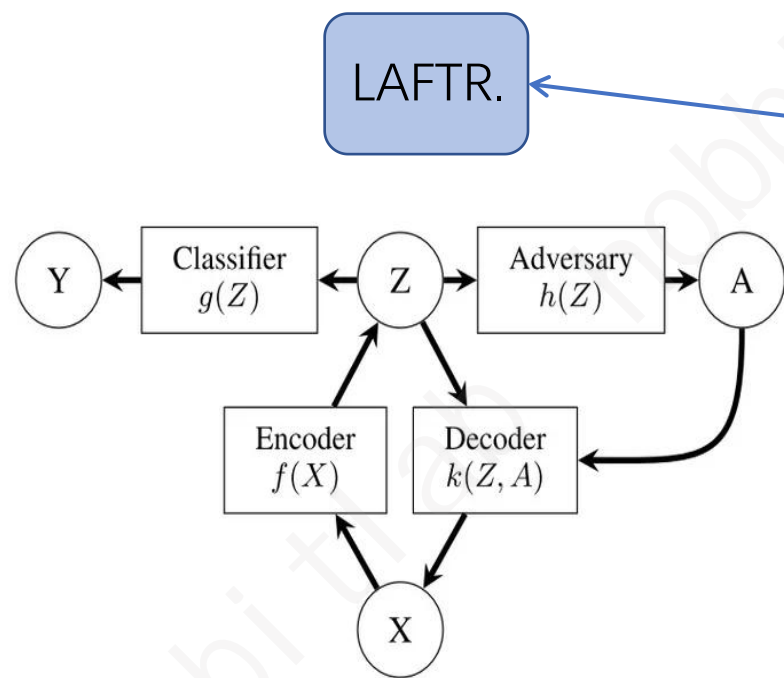 LAFTR.
Y
Classifier
g(Z)
Z
Adversary
h(Z)
A
Encoder
f(X)
Decoder
k(Z, A)
X